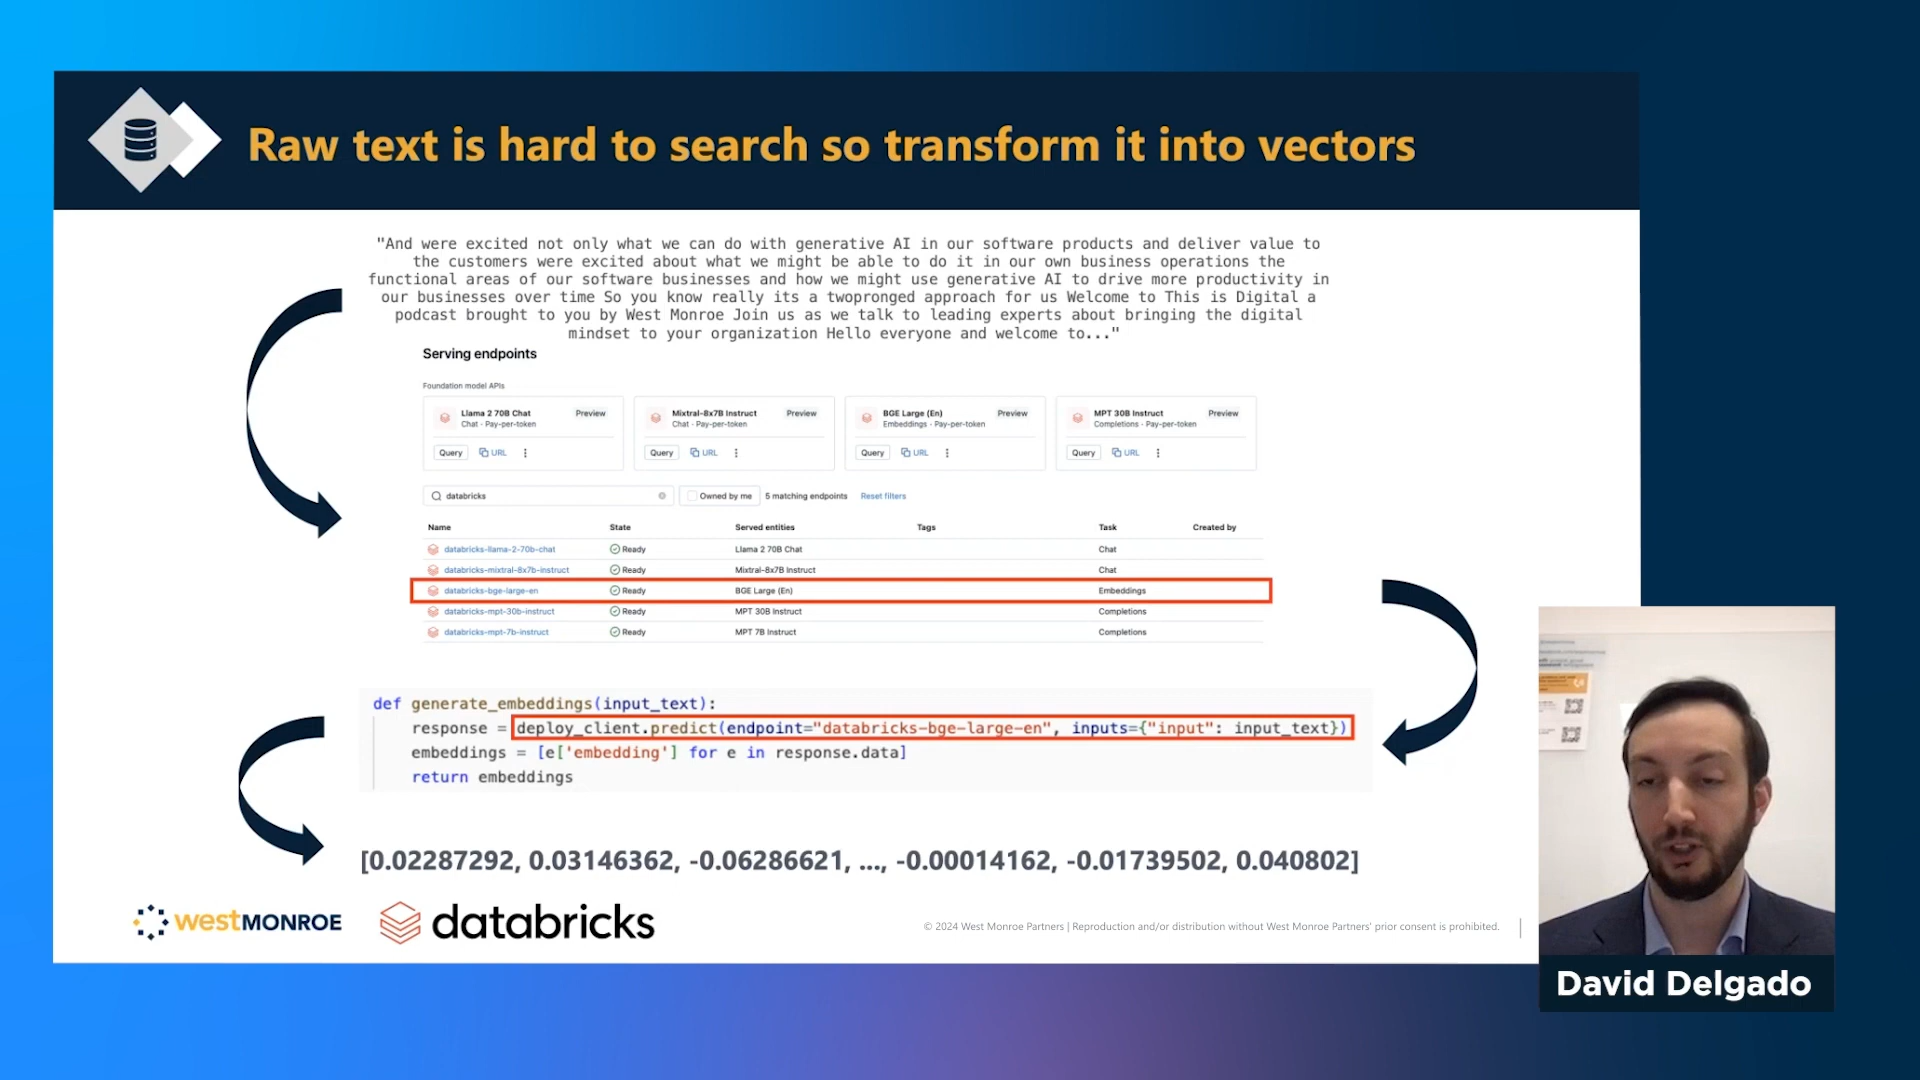 Raw text is hard to search so transform it into vectors
"And were excited not only what we can do with generative AI in our software products and deliver value to
the customers were excited about what we might be able to do it in our own business operations the
functional areas of our software businesses and how we might use generative AI to drive more productivity in
our businesses over time So you know really its a twopronged approach for us Welcome to This is Digital a
podcast brought to you by West Monroe Join us as we talk to leading experts about bringing the digital
mindset to your organization Hello everyone and welcome to..."
Serving endpoints
Foundation model APIs
Llama 2 70B Chat Preview
Chat - Pay-per-token
Query URL
Mixtral-8x7B Instruct Preview
Chat - Pay-per-token
Query URL
BGE Large (En) Preview
Embeddings - Pay-per-token
Query URL
MPT 30B Instruct Preview
Completions - Pay-per-token
Query URL
databricks Owned by me 5 matching endpoints Reset filters
Name State Served entities Tags Task Created by
databricks-llama-2-70b-chat Ready Llama 2 70B Chat Chat
databricks-mixtral-8x7b-instruct Ready Mixtral-8x7B Instruct Chat
databricks-bge-large-en Ready BGE Large (En) Embeddings
databricks-mpt-30b-instruct Ready MPT 30B Instruct Completions
databricks-mpt-7b-instruct Ready MPT 7B Instruct Completions
def generate_embeddings(input_text):
response = deploy_client.predict(endpoint="databricks-bge-large-en", inputs={"input": input_text})
embeddings = [e['embedding'] for e in response.data]
return embeddings
[0.02287292, 0.03146362, -0.06286621, ..., -0.00014162, -0.01739502, 0.040802]
westMONROE databricks
© 2024 West Monroe Partners | Reproduction and/or distribution without West Monroe Partners' prior consent is prohibited.
David Delgado